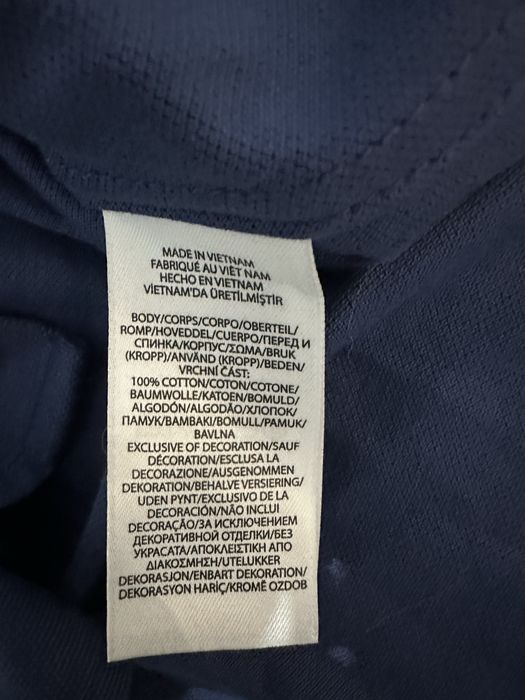 MADE IN VIETNAM
FABRIQUÉ AU VIÊT NAM
HECHO EN VIETNAM
VİETNAM'DA ÜRETİLMİŞTİR
BODY/CORPS/CORPO/OBERTEIL/
ROMP/HOVEDDEL/CUERPO/ПЕРЕД И
СПИНКА/КОРПУС/ΣΩΜΑ/BRUK
(KROPP)/ANVÄND (KROPP)/BEDEN/
VRCHNÍ ČÁST:
100% COTTON/COTON/COTONE/
BAUMWOLLE/KATOEN/BOMULD/
ALGODÓN/ALGODÃO/ХЛОПОК/
ПАМУК/ΒΑΜΒΑΚΙ/BOMULL/PAMUK/
BAVLNA
EXCLUSIVE OF DECORATION/SAUF
DÉCORATION/ESCLUSA LA
DECORAZIONE/AUSGENOMMEN
DEKORATION/BEHALVE VERSIERING/
UDEN PYNT/EXCLUSIVO DE LA
DECORACIÓN/NÃO INCLUI
DECORAÇÃO/ЗА ИСКЛЮЧЕНИЕМ
ДЕКОРАТИВНОЙ ОТДЕЛКИ/БЕЗ
УКРАСАТА/ΑΠΟΚΛΕΙΣΤΙΚΗ ΑΠΟ
ΔΙΑΚΟΣΜΗΣΗ/UTELUKKER
DEKORASJON/ENBART DEKORATION/
DEKORASYON HARİÇ/KROMĚ OZDOB